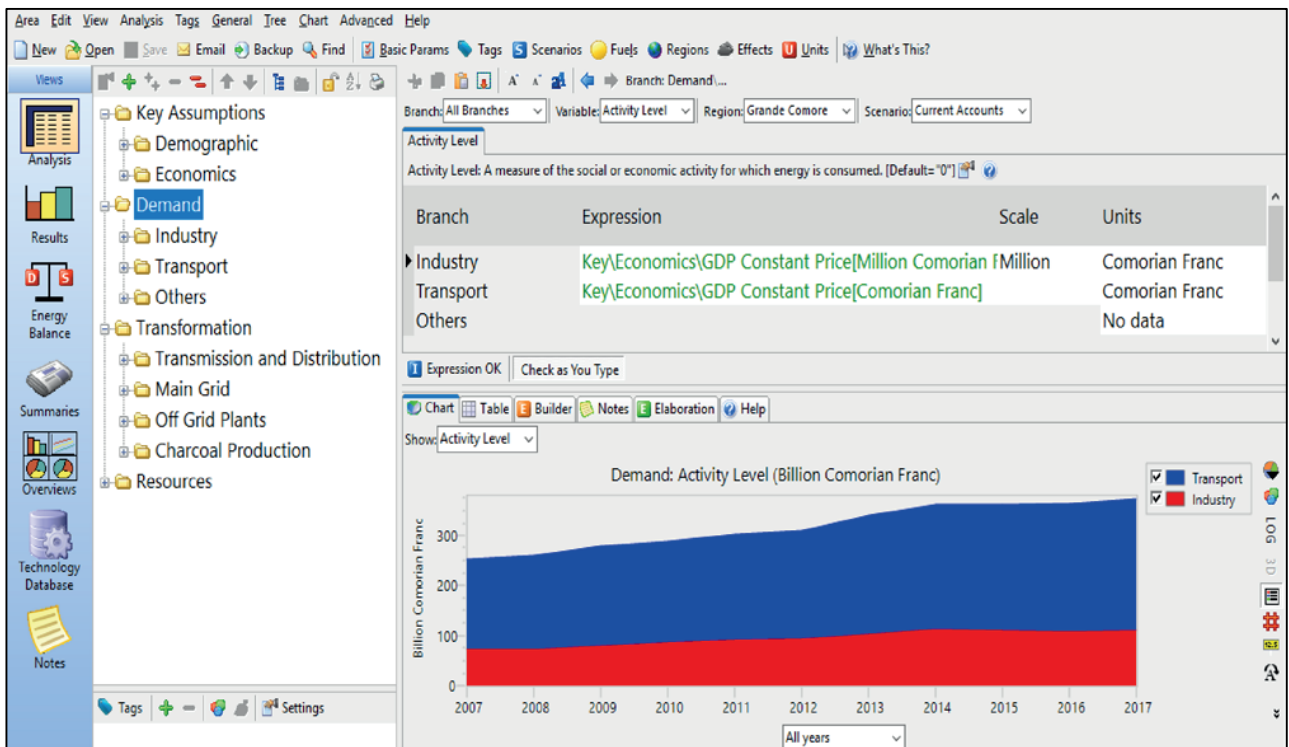 Area Edit View Analysis Tags General Tree Chart Advanced Help
New Open Save Email Backup Find Basic Params Tags Scenarios Fuels Regions Effects Units What's This?
Views
Analysis
Results
D S
Energy
Balance
Summaries
Overviews
Technology
Database
Notes
Key Assumptions
Demographic
Economics
Demand
Industry
Transport
Others
Transformation
Transmission and Distribution
Main Grid
Off Grid Plants
Charcoal Production
Resources
Tags Settings
Branch: Demand\...
Branch: All Branches Variable: Activity Level Region: Grande Comore Scenario: Current Accounts
Activity Level
Activity Level: A measure of the social or economic activity for which energy is consumed. [Default="0"]
Branch Expression Scale Units
Industry Key\Economics\GDP Constant Price[Million Comorian F Million Comorian Franc
Transport Key\Economics\GDP Constant Price[Comorian Franc] Comorian Franc
Others No data
Expression OK Check as You Type
Chart Table Builder Notes Elaboration Help
Show: Activity Level
Demand: Activity Level (Billion Comorian Franc)
Transport
Industry
LOG
3D
Billion Comorian Franc
300
200
100
0
2007 2008 2009 2010 2011 2012 2013 2014 2015 2016 2017
All years